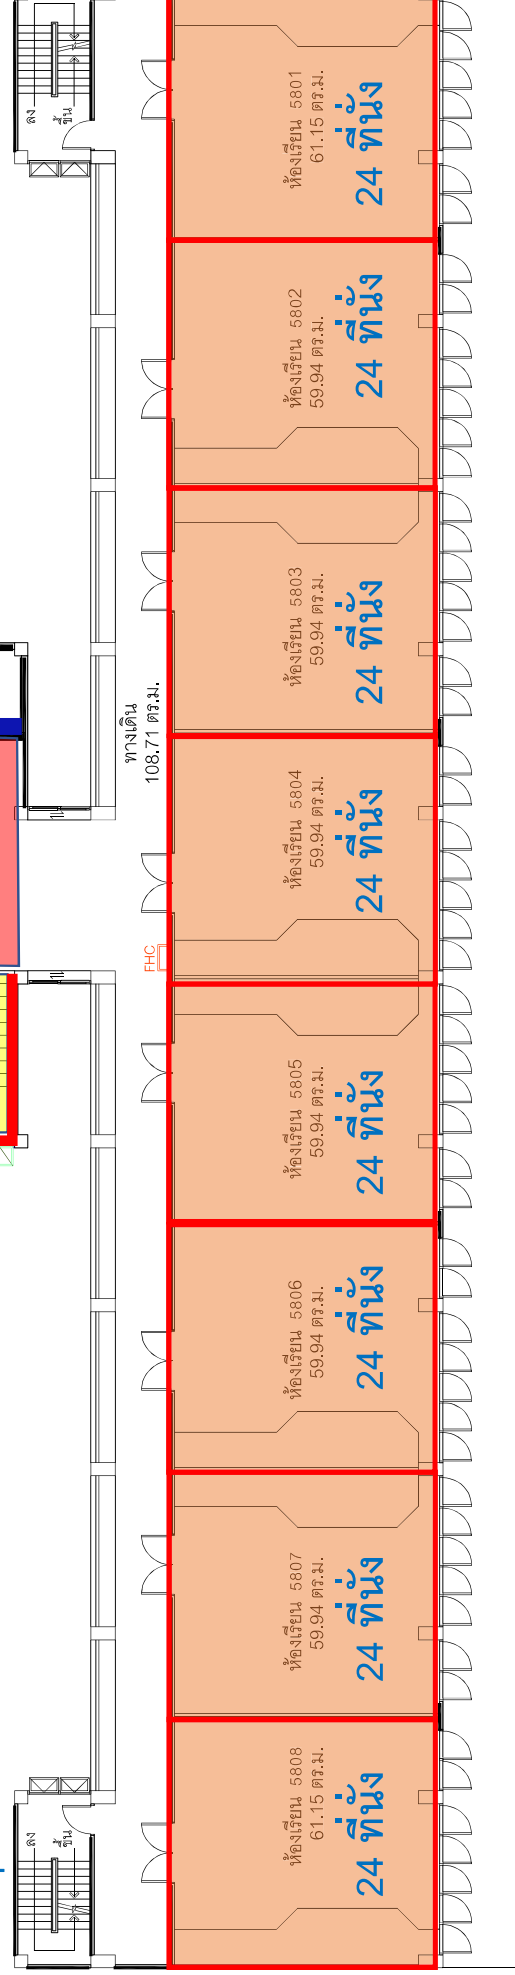 ลง
ขึ้น
ห้องเรียน 5801
61.15 ตร.ม.
24 ที่นั่ง
ห้องเรียน 5802
59.94 ตร.ม.
24 ที่นั่ง
ห้องเรียน 5803
59.94 ตร.ม.
24 ที่นั่ง
ทางเดิน
108.71 ตร.ม.
ห้องเรียน 5804
59.94 ตร.ม.
24 ที่นั่ง
FHC
ห้องเรียน 5805
59.94 ตร.ม.
24 ที่นั่ง
ห้องเรียน 5806
59.94 ตร.ม.
24 ที่นั่ง
ห้องเรียน 5807
59.94 ตร.ม.
24 ที่นั่ง
ห้องเรียน 5808
61.15 ตร.ม.
24 ที่นั่ง
ลง
ขึ้น